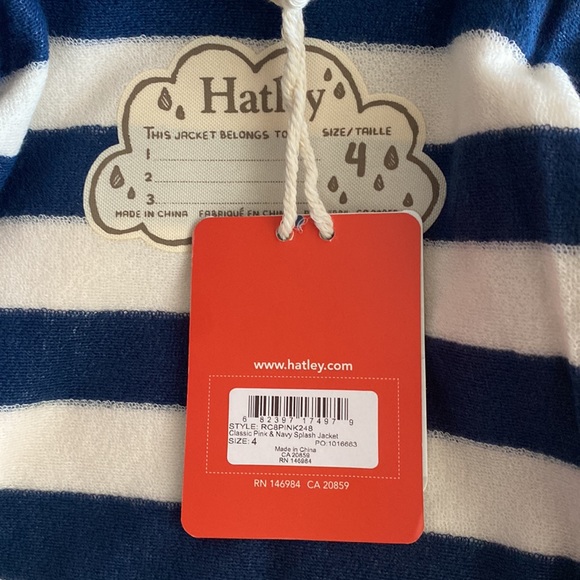 Hatley
THIS JACKET BELONGS TO
SIZE/TAILLE
1
4
2
3
MADE IN CHINA FABRIQUÉ EN
www.hatley.com
6 82397 17497 9
STYLE: RC8PINK248
Classic Pink & Navy Splash Jacket
SIZE: 4 PO:1016663
Made in China
CA 20859
RN 146984
RN 146984 CA 20859